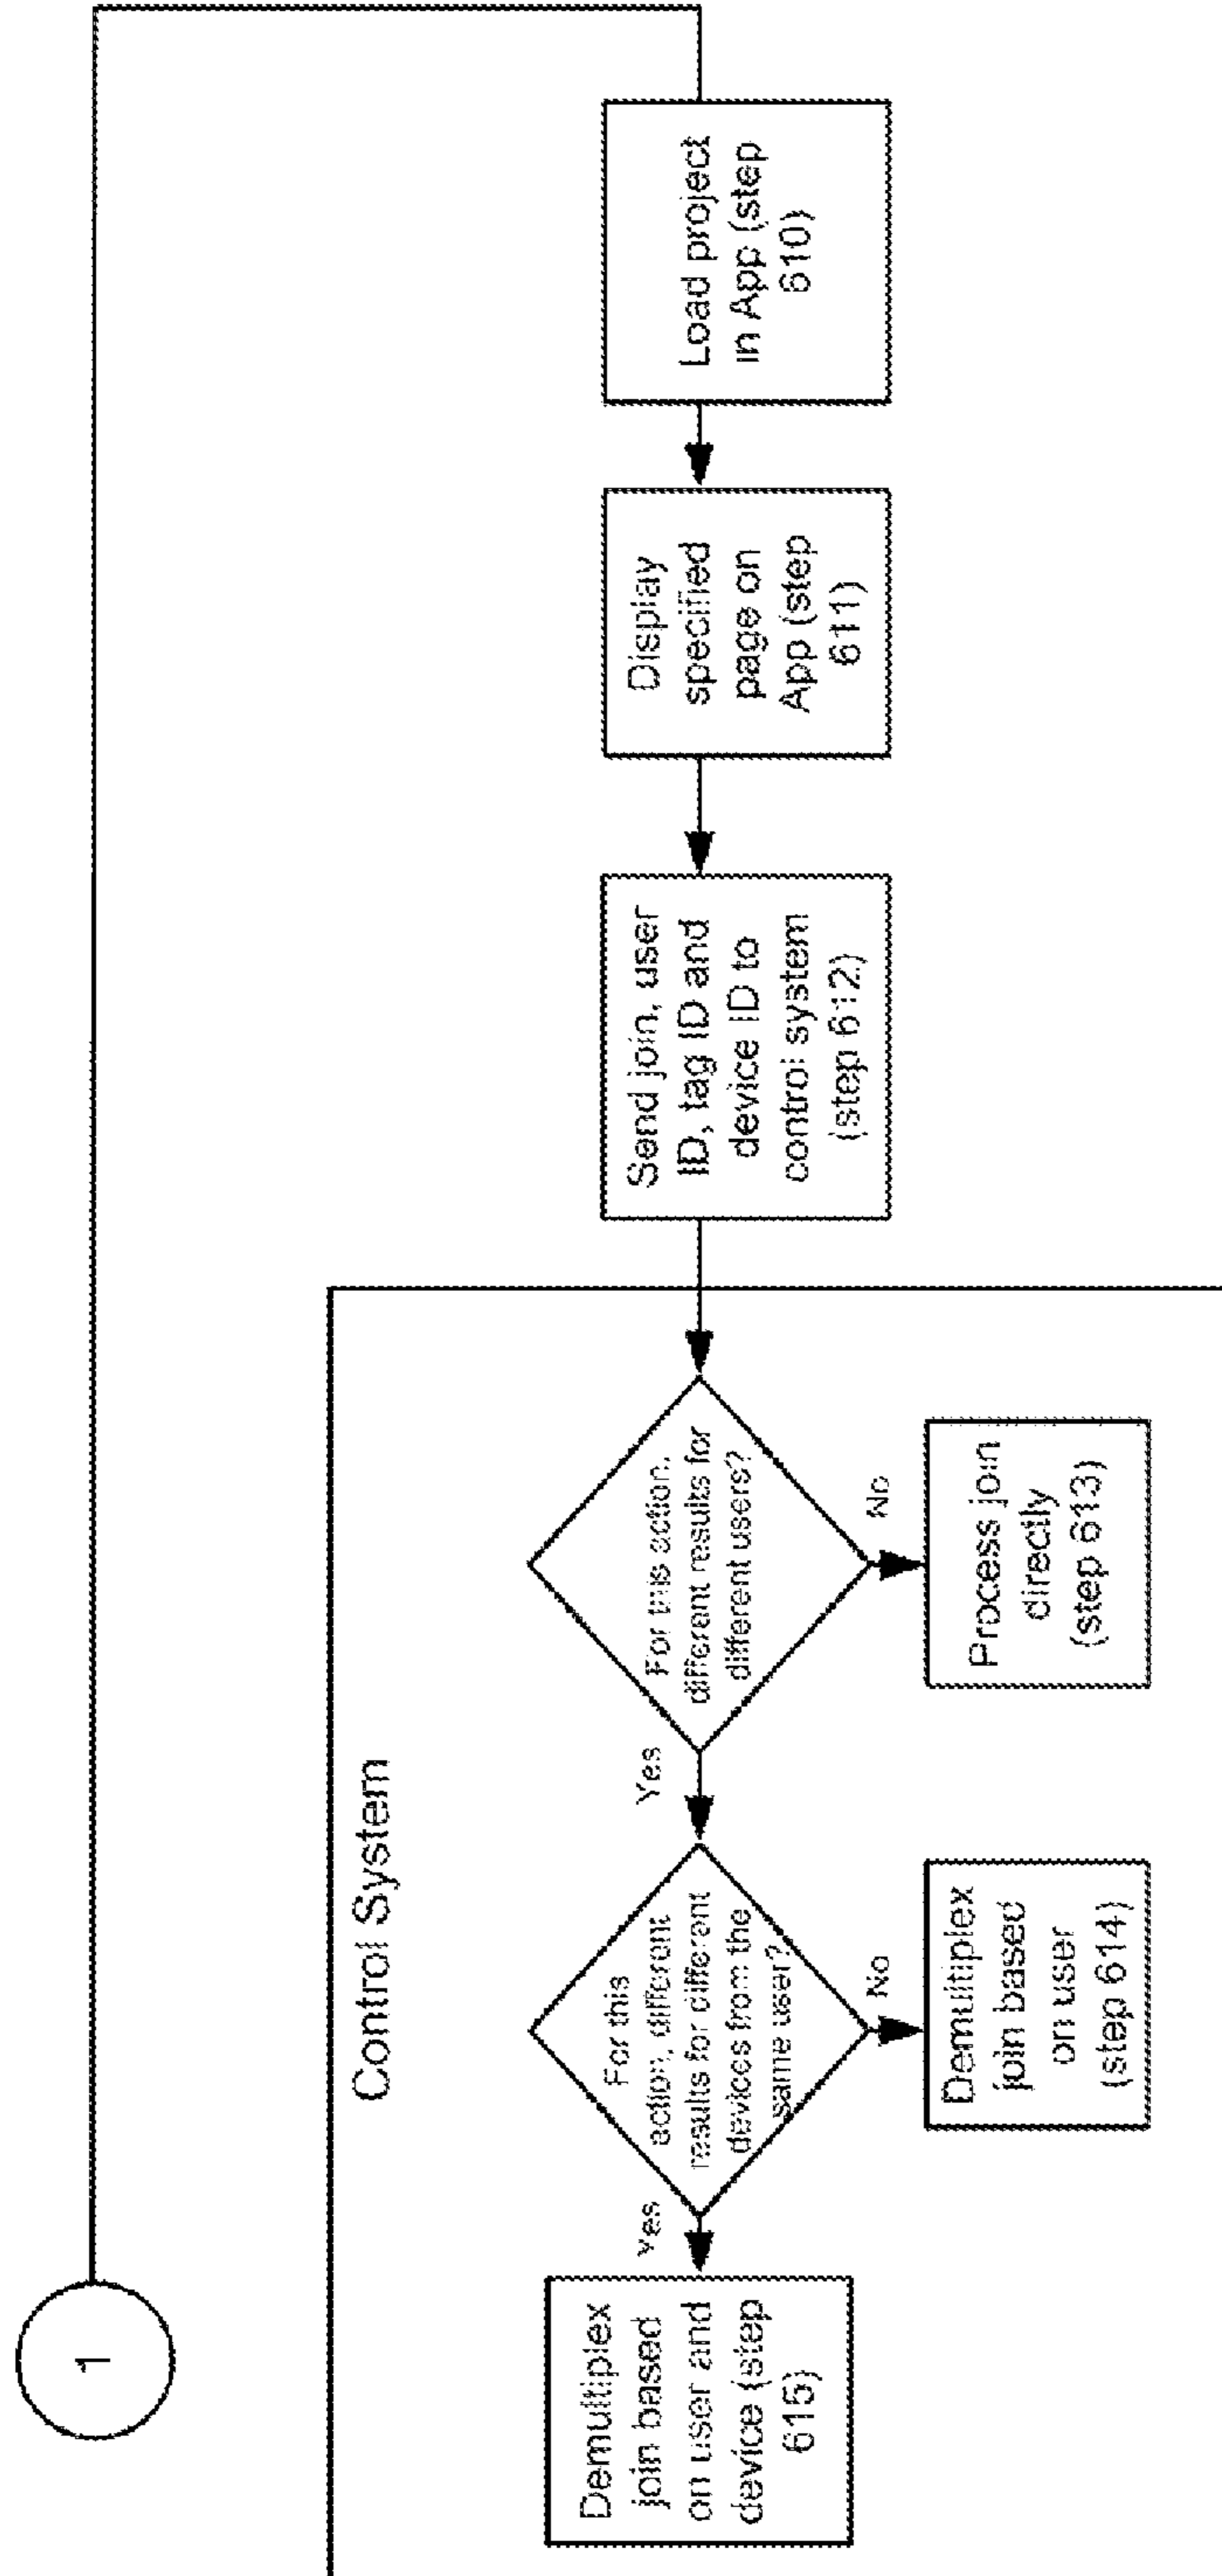 1
Load project
in App (step
610)
Display
specified
page on
App (step
611)
Send join, user
ID, tag ID and
device ID to
control system
(step 612)
Control System
For this action,
different results for
different users?
No
Process join
directly
(step 613)
Yes
For this
action, different
results for different
devices from the
same user?
No
Demultiplex
join based
on user
(step 614)
Yes
Demultiplex
join based
on user and
device (step
615)